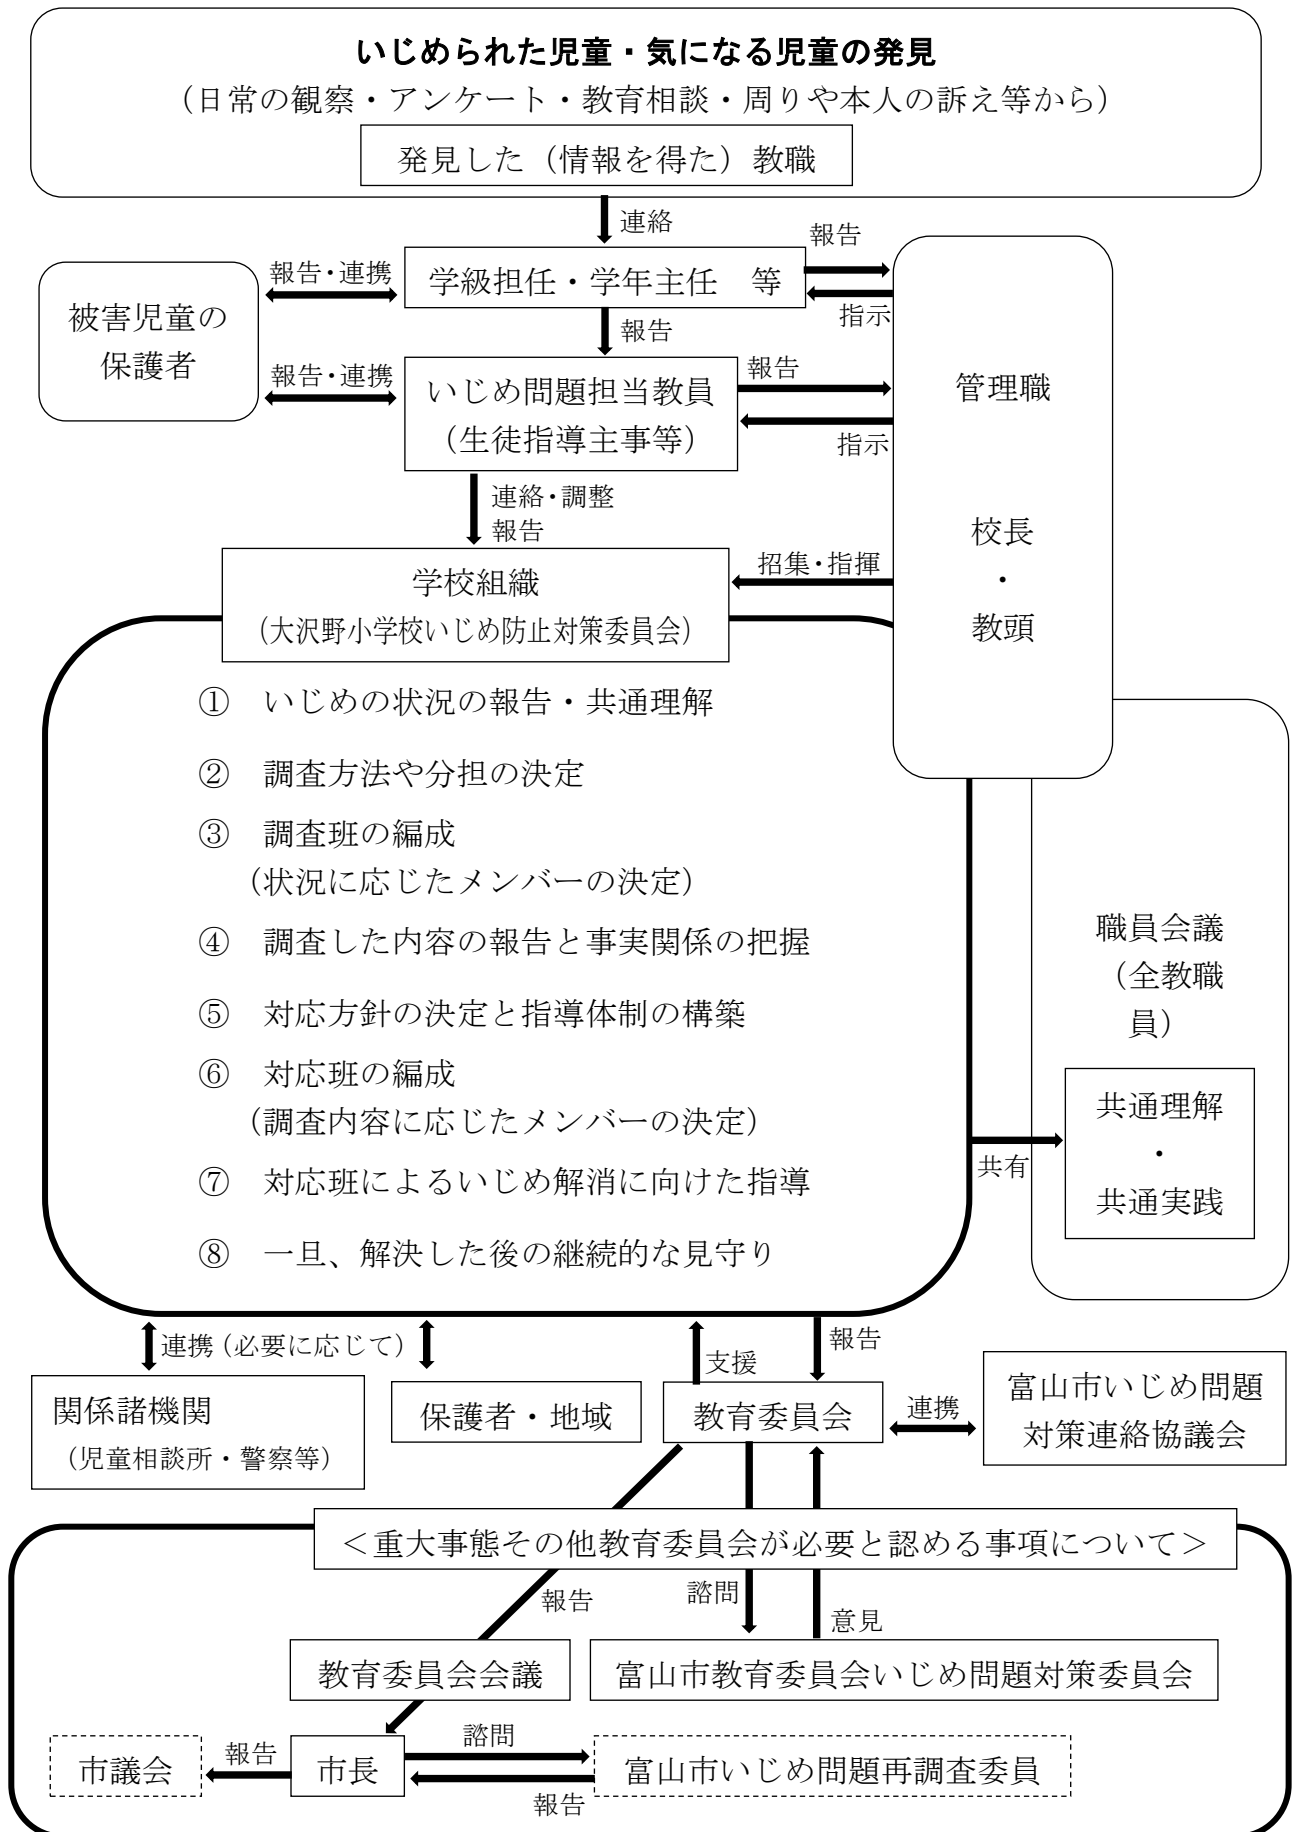 いじめられた児童・気になる児童の発見
（日常の観察・アンケート・教育相談・周りや本人の訴え等から）
発見した（情報を得た）教職
連絡
報告
学級担任・学年主任　等
報告・連携
指示
被害児童の
保護者
報告
報告・連携
いじめ問題担当教員
（生徒指導主事等）
報告
指示
管理職
校長
・
教頭
連絡・調整
報告
招集・指揮
学校組織
（大沢野小学校いじめ防止対策委員会）
①　いじめの状況の報告・共通理解
②　調査方法や分担の決定
③　調査班の編成
（状況に応じたメンバーの決定）
④　調査した内容の報告と事実関係の把握
⑤　対応方針の決定と指導体制の構築
⑥　対応班の編成
（調査内容に応じたメンバーの決定）
⑦　対応班によるいじめ解消に向けた指導
⑧　一旦、解決した後の継続的な見守り
職員会議
（全教職
員）
共有
共通理解
・
共通実践
連携（必要に応じて）
支援
報告
関係諸機関
（児童相談所・警察等）
保護者・地域
教育委員会
連携
富山市いじめ問題
対策連絡協議会
＜重大事態その他教育委員会が必要と認める事項について＞
報告
諮問
意見
教育委員会会議
富山市教育委員会いじめ問題対策委員会
市議会
報告
市長
諮問
報告
富山市いじめ問題再調査委員